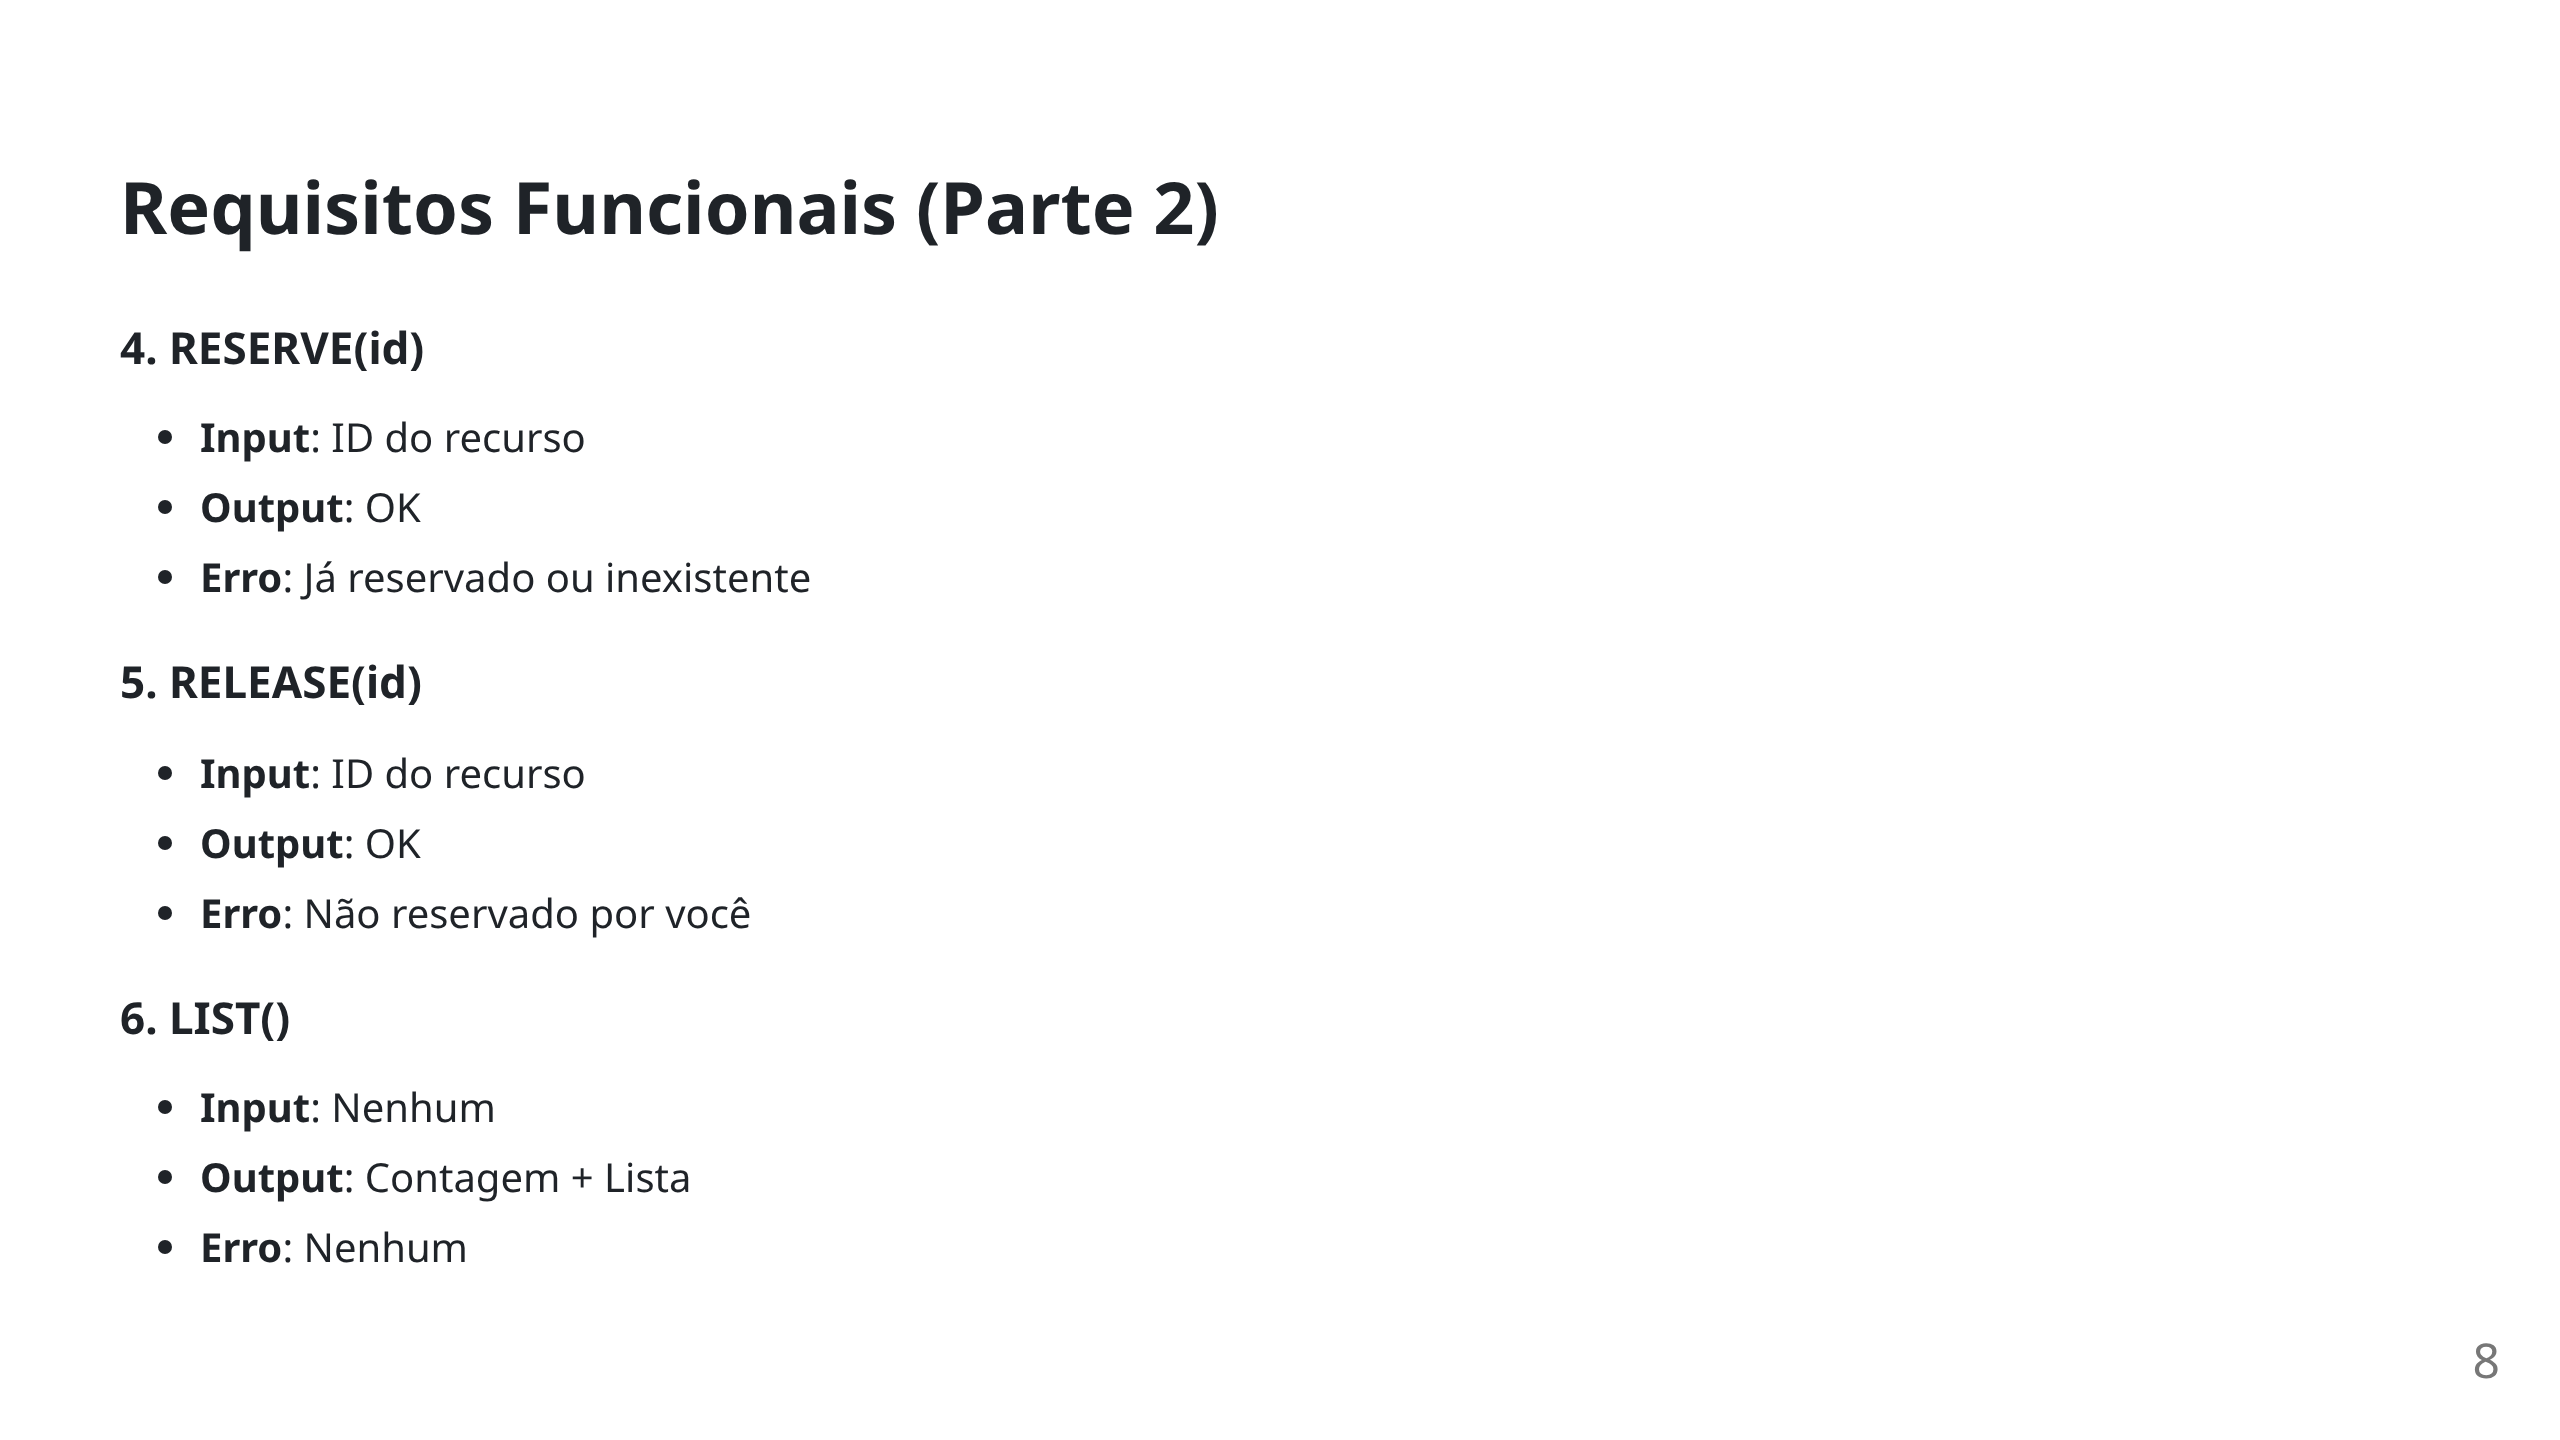 Requisitos Funcionais (Parte 2)
4. RESERVE(id)
• Input: ID do recurso
• Output: OK
• Erro: Já reservado ou inexistente
5. RELEASE(id)
• Input: ID do recurso
• Output: OK
• Erro: Não reservado por você
6. LIST()
• Input: Nenhum
• Output: Contagem + Lista
• Erro: Nenhum
8